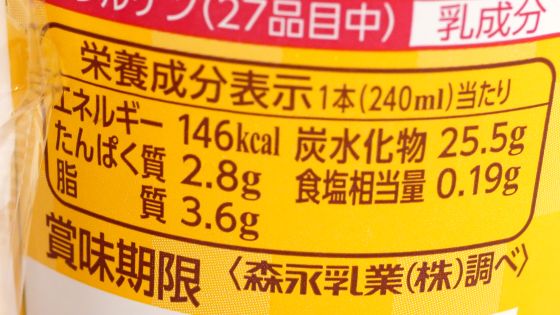 ルゲン(27品目中) 乳成分
栄養成分表示 1本(240ml)当たり
エネルギー 146kcal 炭水化物 25.5g
たんぱく質 2.8g 食塩相当量 0.19g
脂質 3.6g
賞味期限 〈森永乳業(株)調べ〉